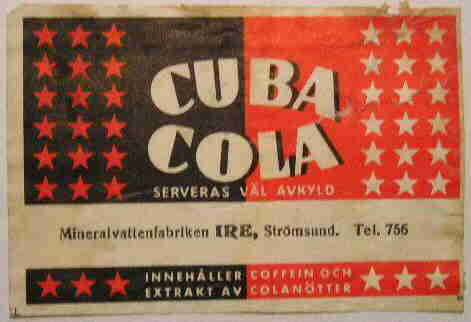 CUBA
COLA
SERVERAS VÄL AVKYLD
Mineralvattenfabriken IRE, Strömsund. Tel. 756
INNEHÅLLER COFFEIN OCH
EXTRAKT AV COLANÖTTER